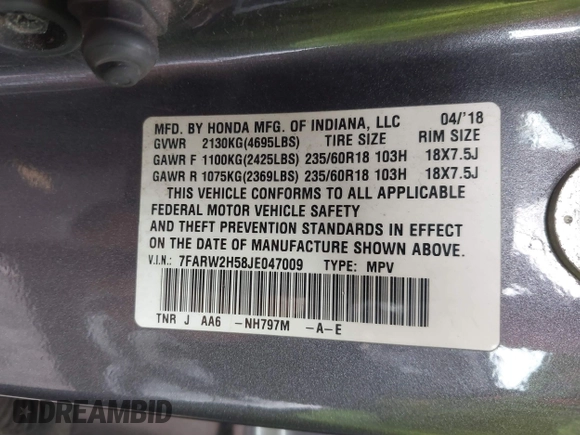 MFD. BY HONDA MFG. OF INDIANA, LLC 04/'18
GVWR 2130KG(4695LBS) TIRE SIZE RIM SIZE
GAWR F 1100KG(2425LBS) 235/60R18 103H 18X7.5J
GAWR R 1075KG(2369LBS) 235/60R18 103H 18X7.5J
THIS VEHICLE CONFORMS TO ALL APPLICABLE
FEDERAL MOTOR VEHICLE SAFETY
AND THEFT PREVENTION STANDARDS IN EFFECT
ON THE DATE OF MANUFACTURE SHOWN ABOVE.
V.I.N.: 7FARW2H58JE047009 TYPE: MPV
TNR J AA6 -NH797M -A-E
DREAMBID